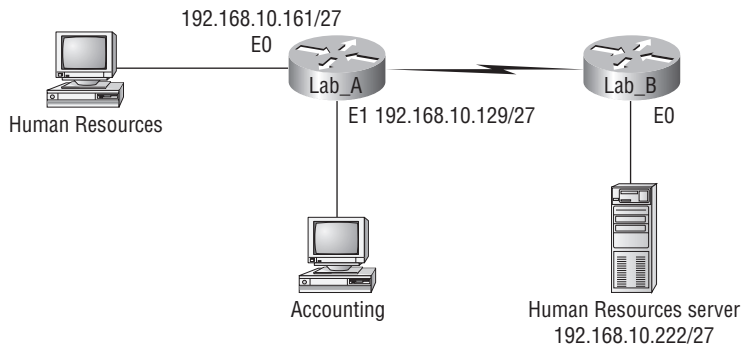 192.168.10.161/27
E0
Lab_A
Lab_B
Human Resources
E1 192.168.10.129/27
E0
Accounting
Human Resources server
192.168.10.222/27